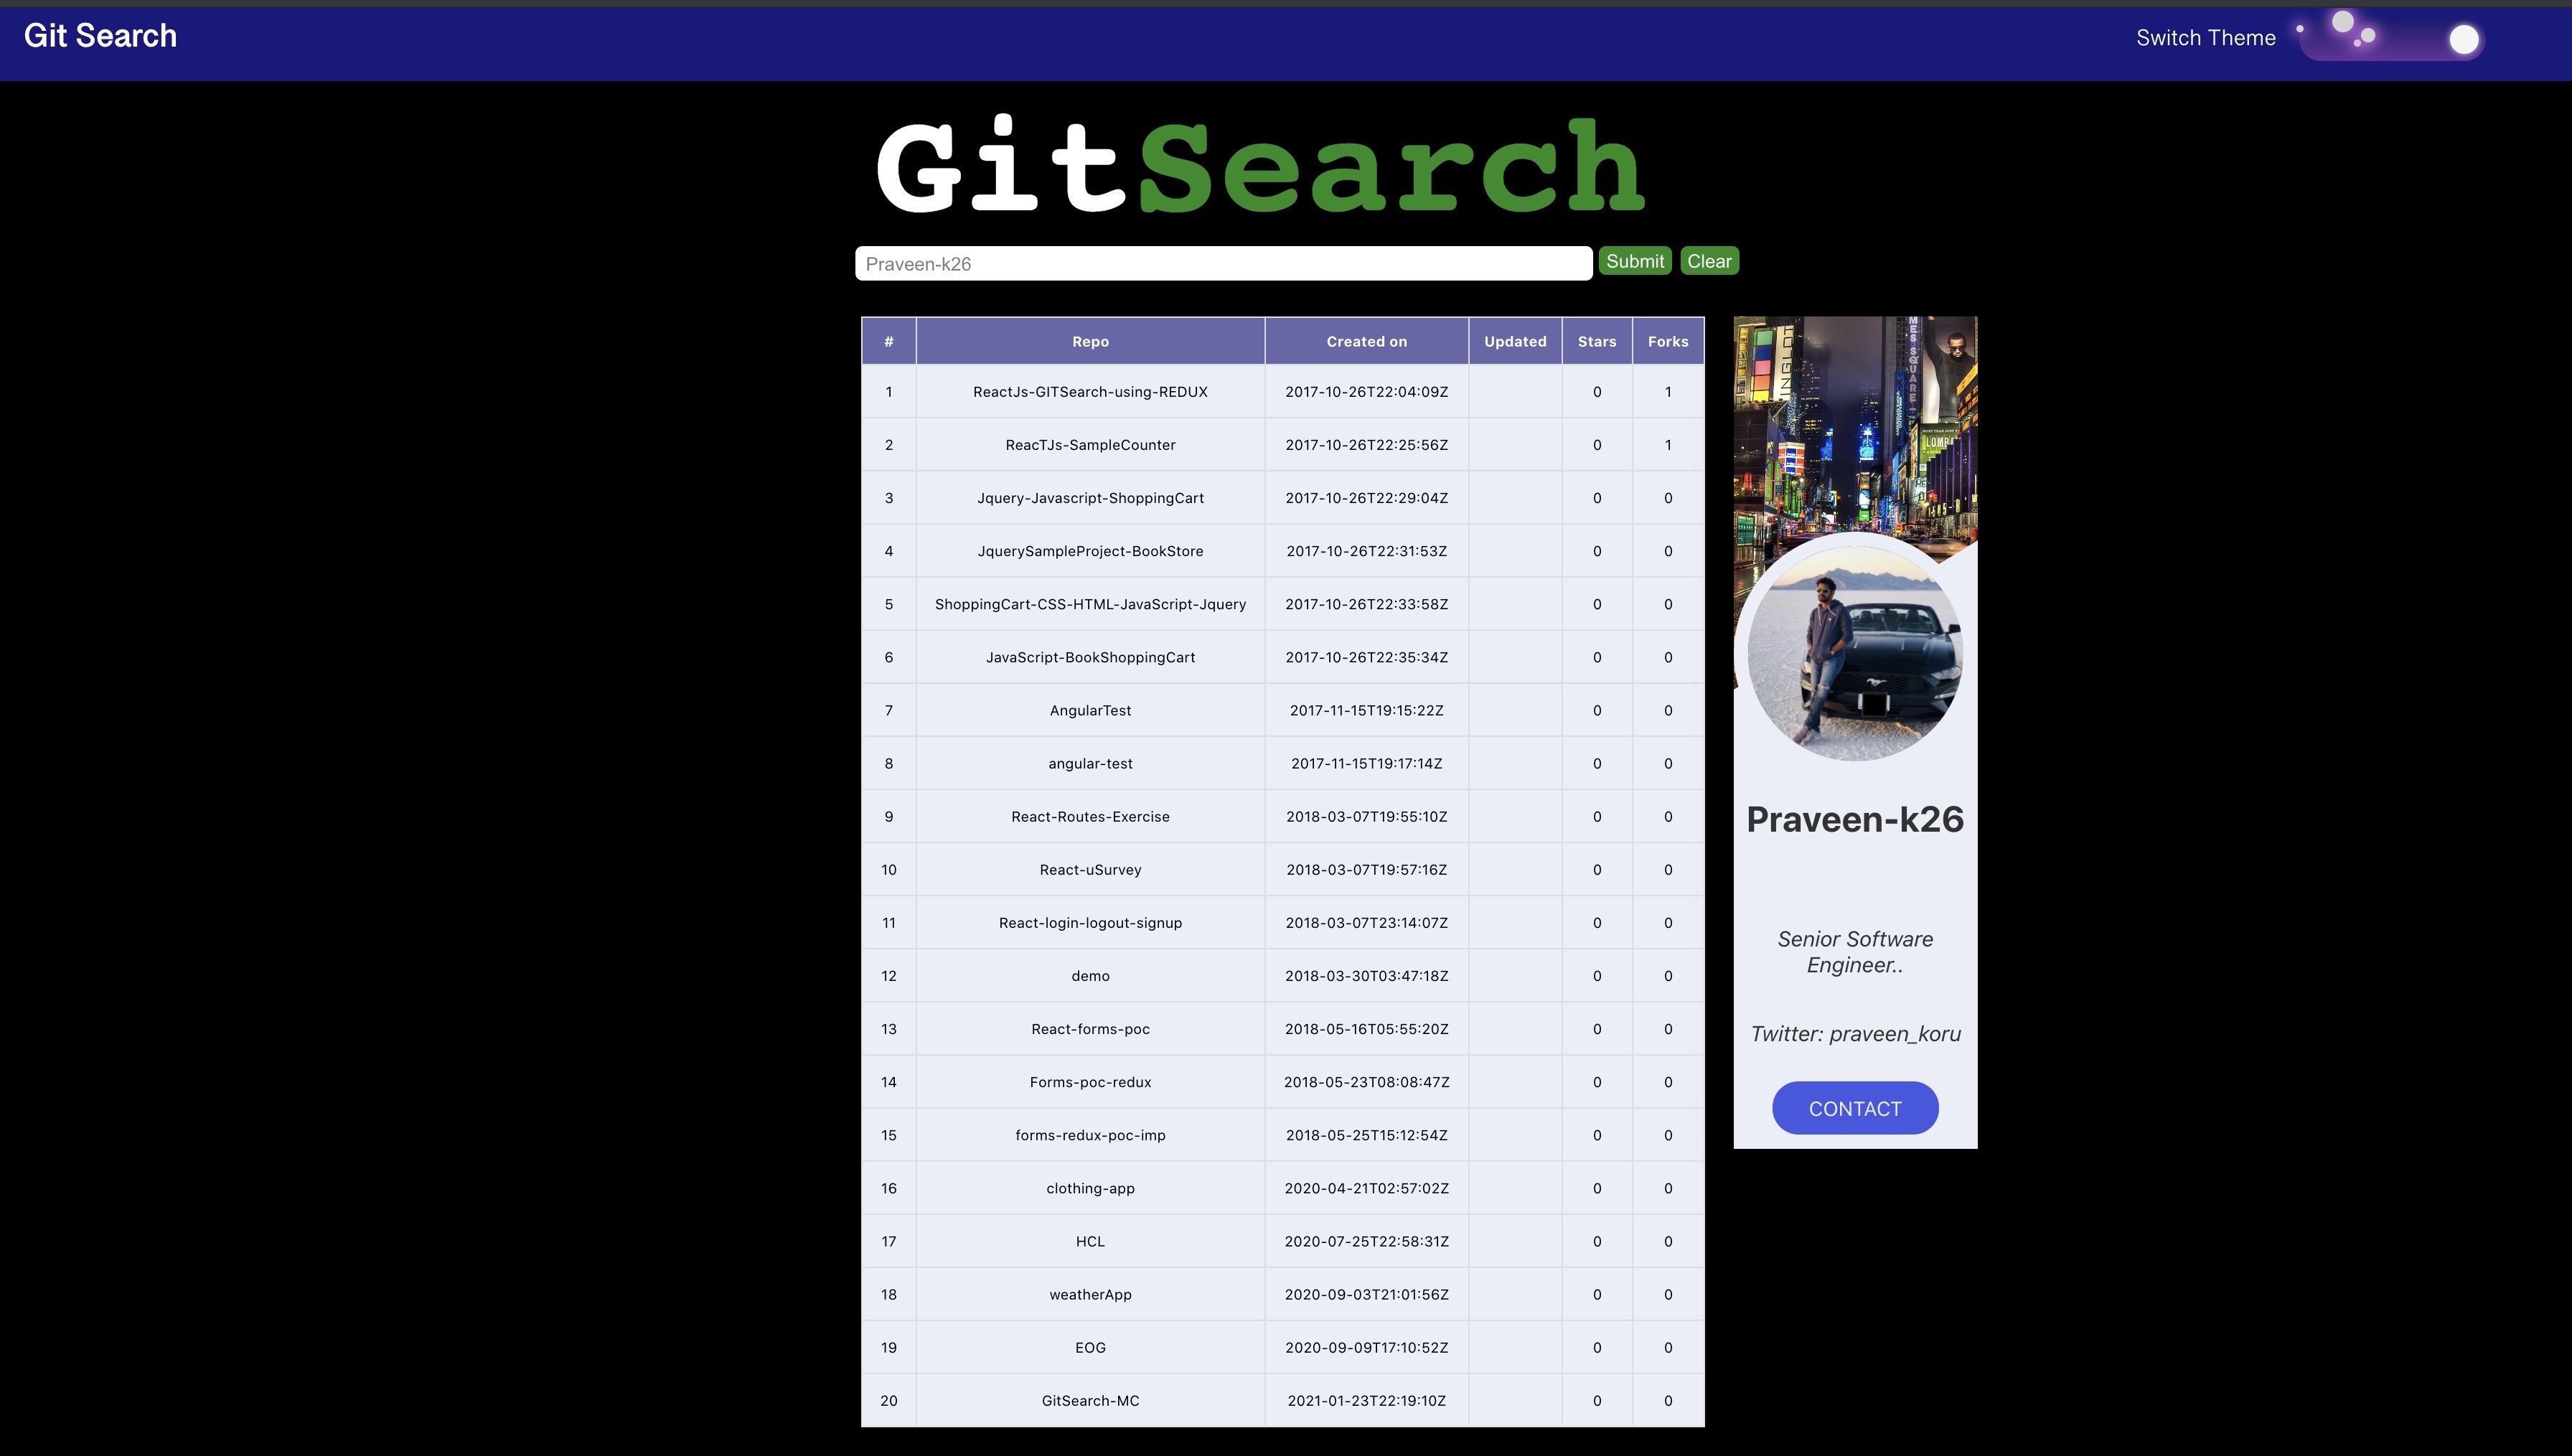 Git Search
Switch Theme
GitSearch
Praveen-k26 Submit Clear
# Repo Created on Updated Stars Forks
1 ReactJs-GITSearch-using-REDUX 2017-10-26T22:04:09Z 0 1
2 ReacTJs-SampleCounter 2017-10-26T22:25:56Z 0 1
3 Jquery-Javascript-ShoppingCart 2017-10-26T22:29:04Z 0 0
4 JquerySampleProject-BookStore 2017-10-26T22:31:53Z 0 0
5 ShoppingCart-CSS-HTML-JavaScript-Jquery 2017-10-26T22:33:58Z 0 0
6 JavaScript-BookShoppingCart 2017-10-26T22:35:34Z 0 0
7 AngularTest 2017-11-15T19:15:22Z 0 0
8 angular-test 2017-11-15T19:17:14Z 0 0
9 React-Routes-Exercise 2018-03-07T19:55:10Z 0 0
10 React-uSurvey 2018-03-07T19:57:16Z 0 0
11 React-login-logout-signup 2018-03-07T23:14:07Z 0 0
12 demo 2018-03-30T03:47:18Z 0 0
13 React-forms-poc 2018-05-16T05:55:20Z 0 0
14 Forms-poc-redux 2018-05-23T08:08:47Z 0 0
15 forms-redux-poc-imp 2018-05-25T15:12:54Z 0 0
16 clothing-app 2020-04-21T02:57:02Z 0 0
17 HCL 2020-07-25T22:58:31Z 0 0
18 weatherApp 2020-09-03T21:01:56Z 0 0
19 EOG 2020-09-09T17:10:52Z 0 0
20 GitSearch-MC 2021-01-23T22:19:10Z 0 0
MES SQUARE
Praveen-k26
Senior Software
Engineer..
Twitter: praveen_koru
CONTACT